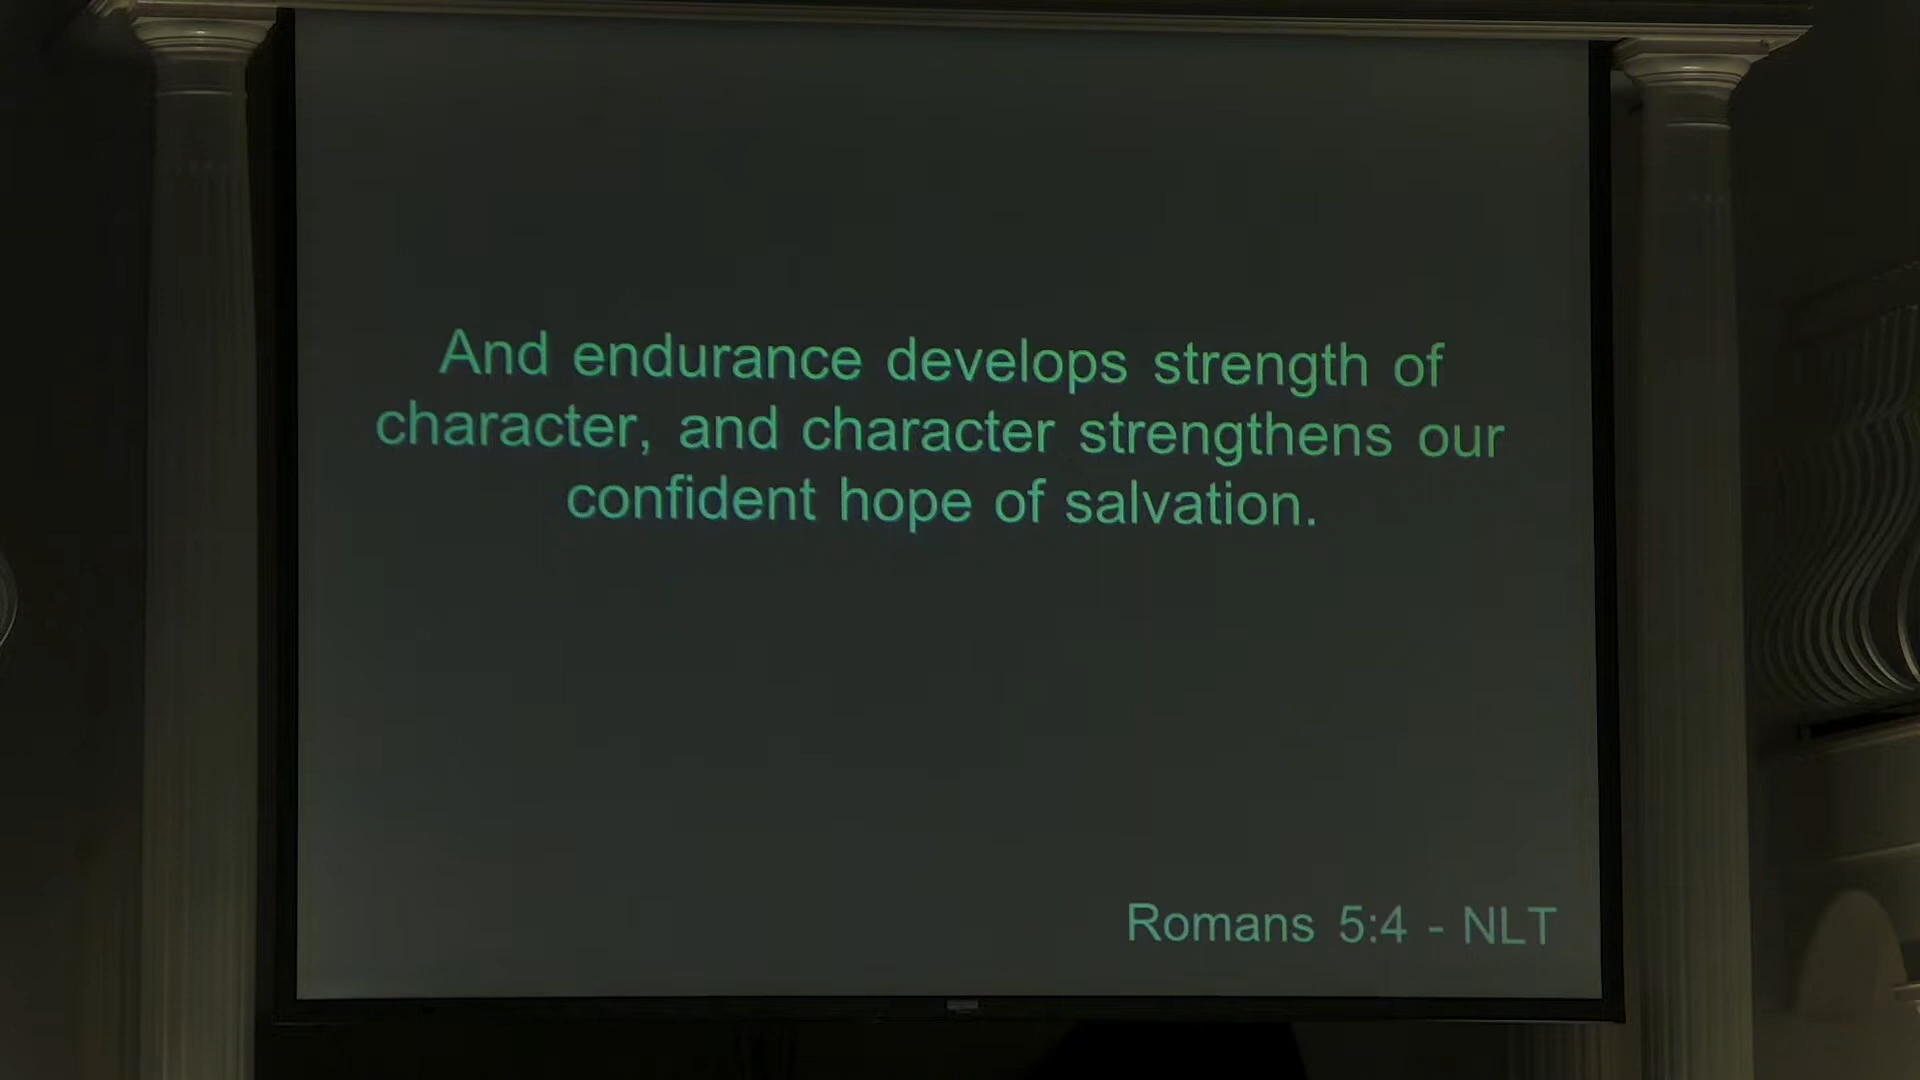 And endurance develops strength of
character, and character strengthens our
confident hope of salvation.
Romans 5:4 - NLT